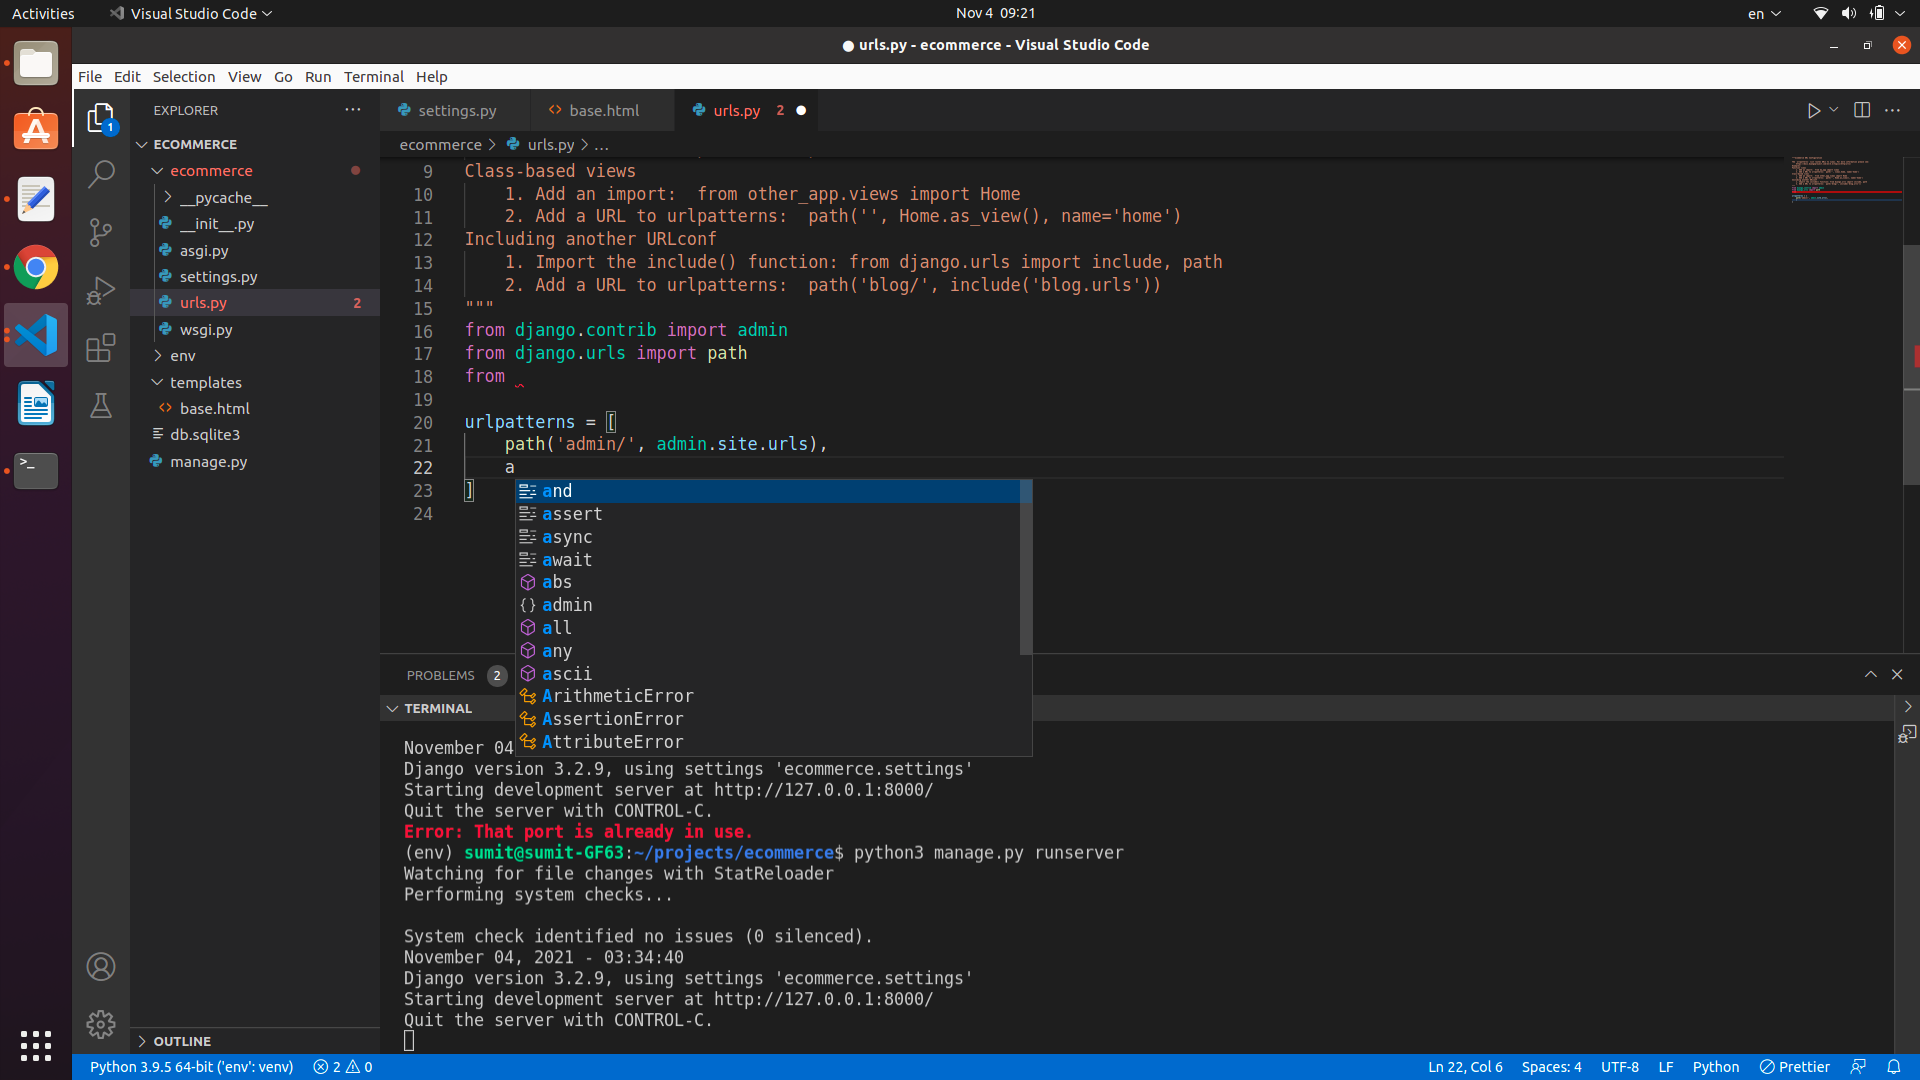 Activities
Visual Studio Code
Nov 4 09:21
en
● urls.py - ecommerce - Visual Studio Code
File Edit Selection View Go Run Terminal Help
EXPLORER
ECOMMERCE
ecommerce
__pycache__
__init__.py
asgi.py
settings.py
urls.py 2
wsgi.py
env
templates
base.html
db.sqlite3
manage.py
OUTLINE
1
settings.py
base.html
urls.py 2
ecommerce > urls.py > ...
9 Class-based views
10 1. Add an import:  from other_app.views import Home
11 2. Add a URL to urlpatterns:  path('', Home.as_view(), name='home')
12 Including another URLconf
13 1. Import the include() function: from django.urls import include, path
14 2. Add a URL to urlpatterns:  path('blog/', include('blog.urls'))
15 """
16 from django.contrib import admin
17 from django.urls import path
18 from
19
20 urlpatterns = [
21 path('admin/', admin.site.urls),
22 a
23 ]
24
and
assert
async
await
abs
admin
all
any
ascii
ArithmeticError
AssertionError
AttributeError
PROBLEMS 2
TERMINAL
November 04
Django version 3.2.9, using settings 'ecommerce.settings'
Starting development server at http://127.0.0.1:8000/
Quit the server with CONTROL-C.
Error: That port is already in use.
(env) sumit@sumit-GF63:~/projects/ecommerce$ python3 manage.py runserver
Watching for file changes with StatReloader
Performing system checks...
System check identified no issues (0 silenced).
November 04, 2021 - 03:34:40
Django version 3.2.9, using settings 'ecommerce.settings'
Starting development server at http://127.0.0.1:8000/
Quit the server with CONTROL-C.
Python 3.9.5 64-bit ('env': venv) 2 0
Ln 22, Col 6 Spaces: 4 UTF-8 LF Python Prettier